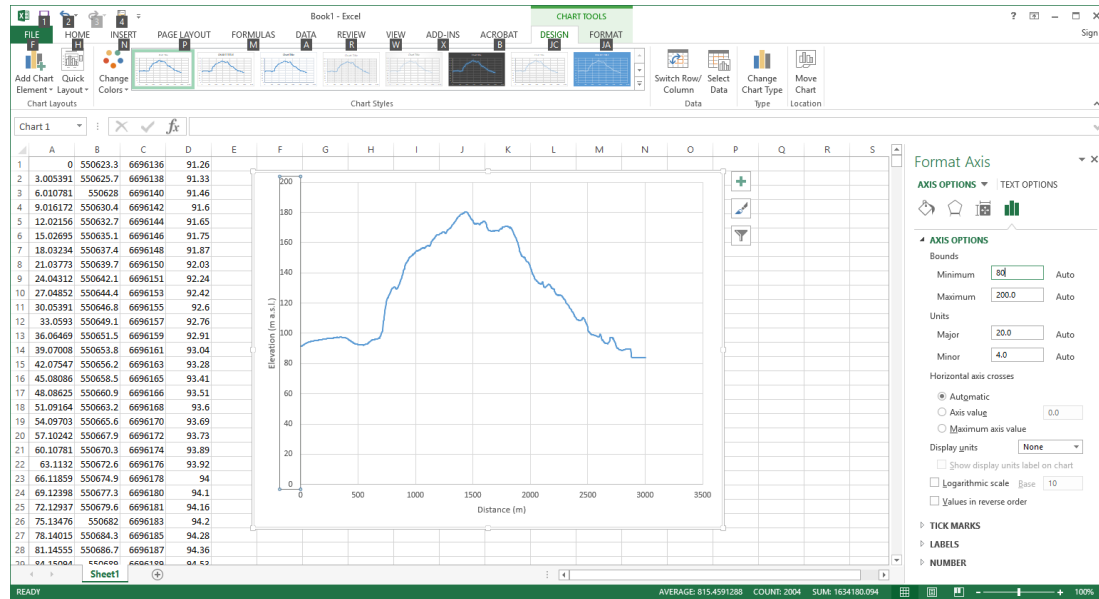 Book1 - Excel
CHART TOOLS
1 2 3 4
FILE HOME INSERT PAGE LAYOUT FORMULAS DATA REVIEW VIEW ADD-INS ACROBAT DESIGN FORMAT
Sign
F H N P M A R W X B JC JA
Add Chart Element Quick Layout Change Colors Switch Row/ Column Select Data Change Chart Type Move Chart
Chart Layouts Chart Styles Data Type Location
Chart 1 fx
A B C D E F G H I J K L M N O P Q R S
1 0 550623.3 6696136 91.26
2 3.005391 550625.7 6696138 91.33
3 6.010781 550628 6696140 91.46
4 9.016172 550630.4 6696142 91.6
5 12.02156 550632.7 6696144 91.65
6 15.02695 550635.1 6696146 91.75
7 18.03234 550637.4 6696148 91.87
8 21.03773 550639.7 6696150 92.03
9 24.04312 550642.1 6696151 92.24
10 27.04852 550644.4 6696153 92.42
11 30.05391 550646.8 6696155 92.6
12 33.0593 550649.1 6696157 92.76
13 36.06469 550651.5 6696159 92.91
14 39.07008 550653.8 6696161 93.04
15 42.07547 550656.2 6696163 93.28
16 45.08086 550658.5 6696165 93.41
17 48.08625 550660.9 6696166 93.51
18 51.09164 550663.2 6696168 93.6
19 54.09703 550665.6 6696170 93.69
20 57.10242 550667.9 6696172 93.73
21 60.10781 550670.3 6696174 93.89
22 63.1132 550672.6 6696176 93.92
23 66.11859 550674.9 6696178 94
24 69.12398 550677.3 6696180 94.1
25 72.12937 550679.6 6696181 94.16
26 75.13476 550682 6696183 94.2
27 78.14015 550684.3 6696185 94.28
28 81.14555 550686.7 6696187 94.36
29 84.15094 550689 6696189 94.53
200
180
160
140
120
100
80
60
40
20
0
Elevation (m a.s.l.)
0 500 1000 1500 2000 2500 3000 3500
Distance (m)
Format Axis
AXIS OPTIONS TEXT OPTIONS
AXIS OPTIONS
Bounds
Minimum 80 Auto
Maximum 200.0 Auto
Units
Major 20.0 Auto
Minor 4.0 Auto
Horizontal axis crosses
Automatic
Axis value 0.0
Maximum axis value
Display units None
Show display units label on chart
Logarithmic scale Base 10
Values in reverse order
TICK MARKS
LABELS
NUMBER
Sheet1
READY AVERAGE: 815.4591288 COUNT: 2004 SUM: 1634180.094 100%